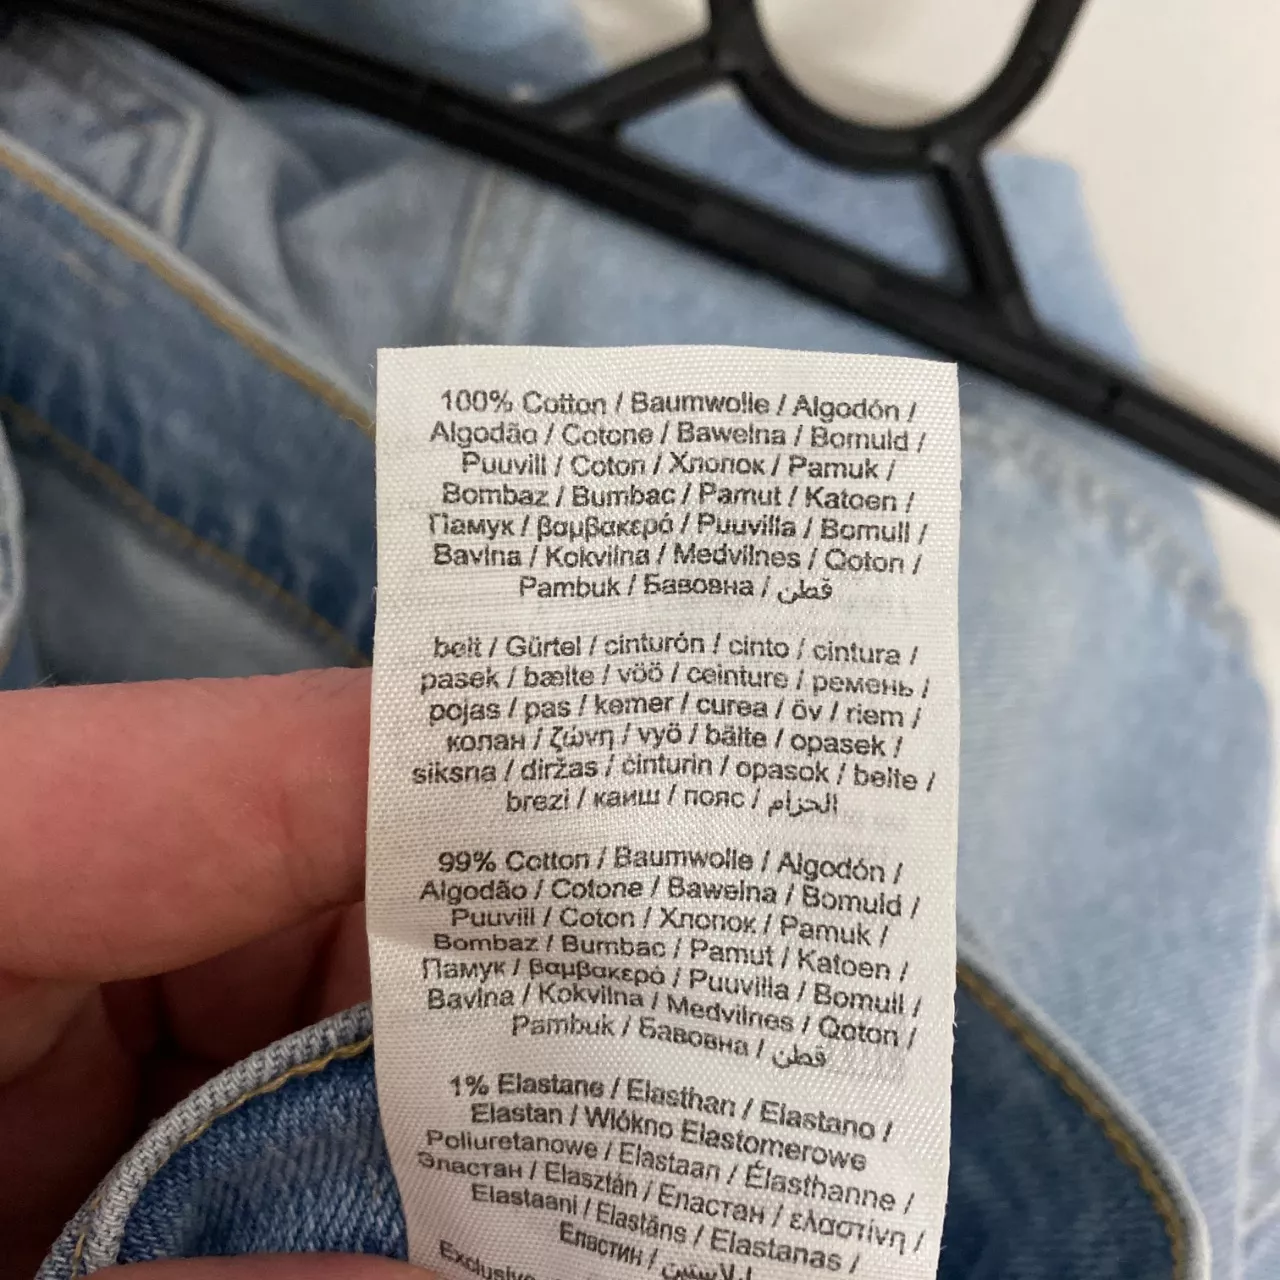 100% Cotton / Baumwolle / Algodón /
Algodão / Cotone / Bawełna / Bomuld /
Puuvill / Coton / Хлопок / Pamuk /
Bombaž / Bumbac / Pamut / Katoen /
Памук / βαμβακερό / Puuvilla / Bomull /
Bavlna / Kokvilna / Medvilnes / Qoton /
Pambuk / Бавовна / قطن
belt / Gürtel / cinturón / cinto / cintura /
pasek / bælte / vöö / ceinture / ремень /
pojas / pas / kemer / curea / öv / riem /
колан / ζώνη / vyö / bälte / opasek /
siksna / diržas / činturin / opasok / belte /
brezi / каиш / пояс / الحزام
99% Cotton / Baumwolle / Algodón /
Algodão / Cotone / Bawełna / Bomuld /
Puuvill / Coton / Хлопок / Pamuk /
Bombaž / Bumbac / Pamut / Katoen /
Памук / βαμβακερό / Puuvilla / Bomull /
Bavlna / Kokvilna / Medvilnes / Qoton /
Pambuk / Бавовна / قطن
1% Elastane / Elasthan / Elastano /
Elastan / Włókno Elastomerowe
Poliuretanowe / Elastaan / Élasthanne /
Эластан / Elasztán / Еластан / ελαστίνη /
Elastaani / Elastāns / Elastanas /
Еластин /